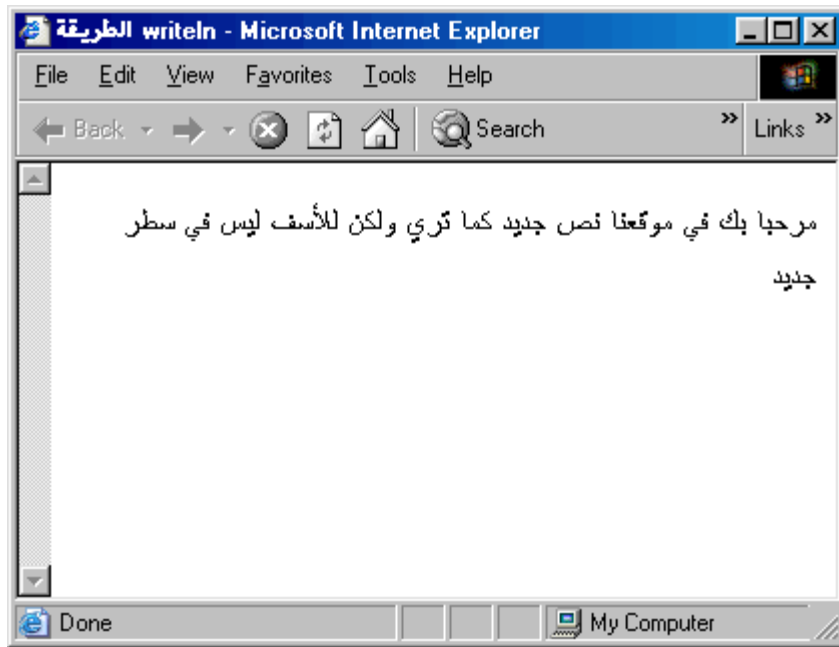 الطريقة writeln - Microsoft Internet Explorer
File Edit View Favorites Tools Help
Back Search » Links »
مرحبا بك في موقعنا نص جديد كما تري ولكن للأسف ليس في سطر
جديد
Done My Computer